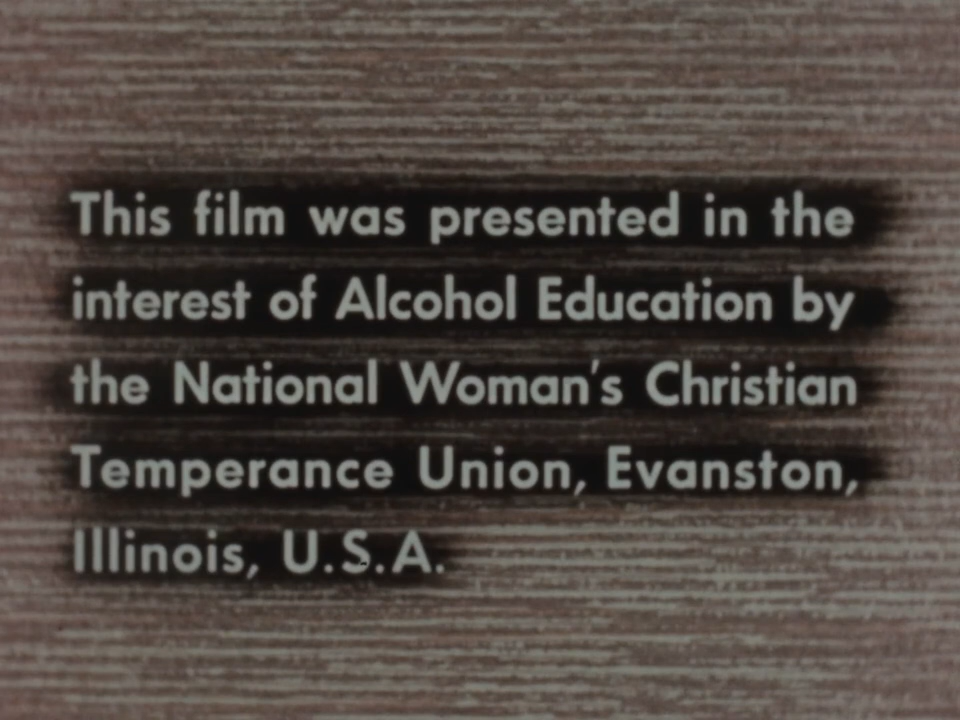 This film was presented in the
interest of Alcohol Education by
the National Woman's Christian
Temperance Union, Evanston,
Illinois, U.S.A.